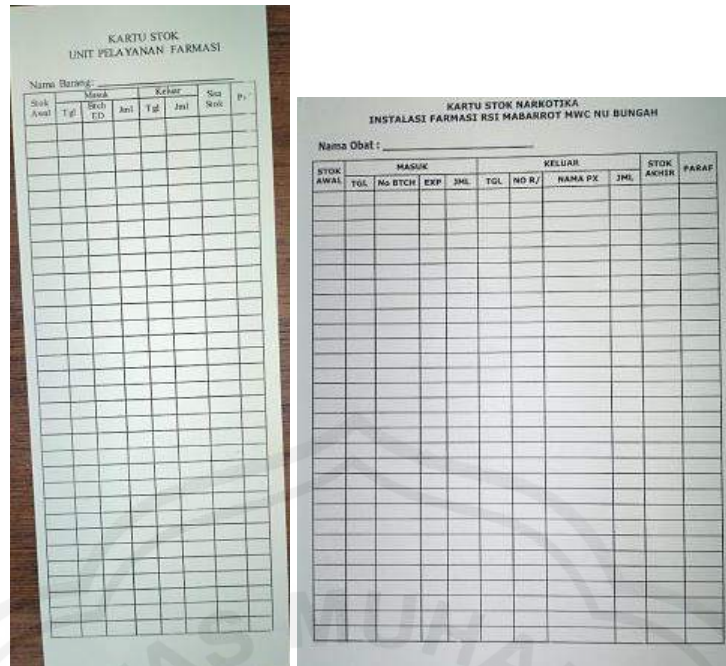 KARTU STOK
UNIT PELAYANAN FARMASI
Nama Barang:
Stok Awal
Masuk
Keluar
Sisa Stok
Tgl
Btch ED
Jml
Tgl
Jml
KARTU STOK NARKOTIKA
INSTALASI FARMASI RSI MABARROT MWC NU BUNGAH
Nama Obat :
STOK AWAL
MASUK
KELUAR
STOK AKHIR
PARAF
TGL
No BTCH
EXP
JML
TGL
NO R/
NAMA PX
JML
AS MUHA